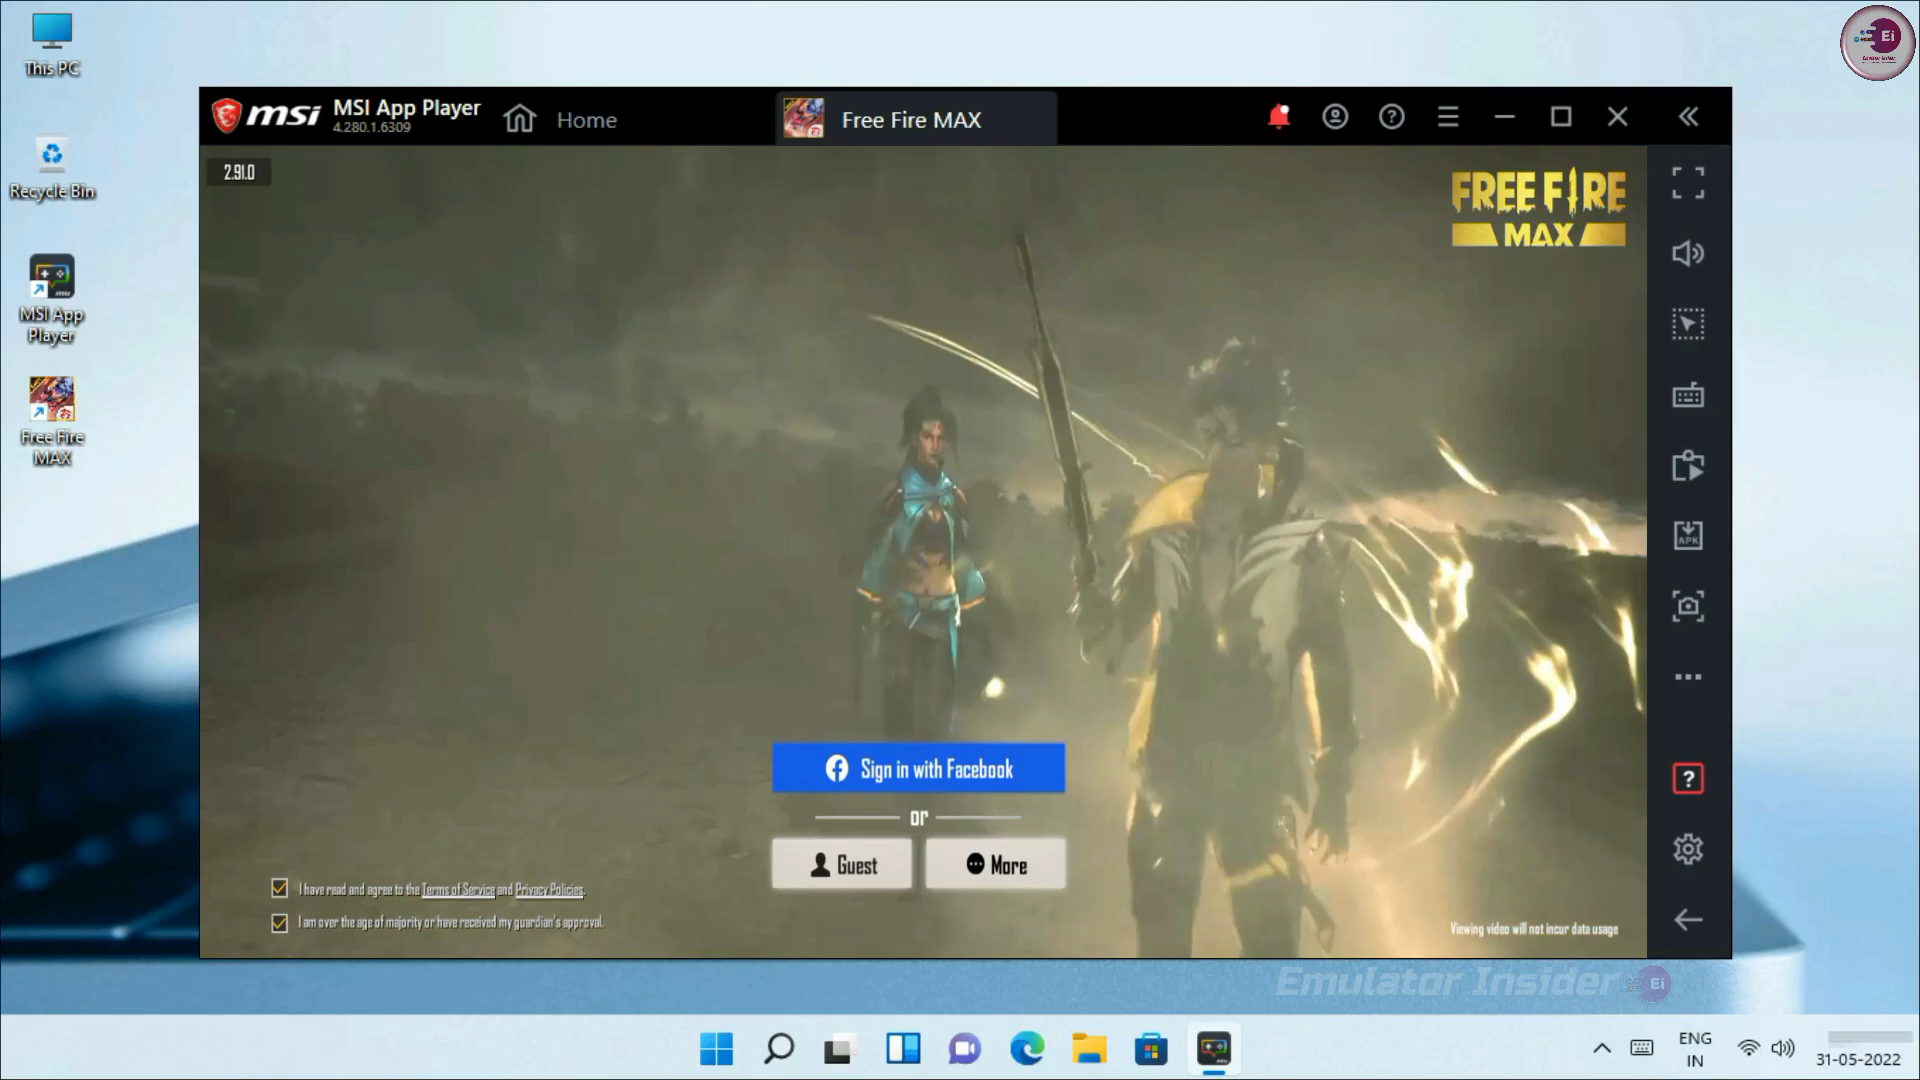 This PC
Recycle Bin
MSI App
Player
Free Fire
MAX
msi
MSI App Player
4.280.1.6309
Home
Free Fire MAX
Ei
2.91.0
FREE FIRE
MAX
APK
Sign in with Facebook
or
Guest
More
I have read and agree to the Terms of Service and Privacy Policies.
I am over the age of majority or have received my guardian's approval.
Viewing video will not incur data usage
Emulator Insider
Ei
ENG
IN
31-05-2022